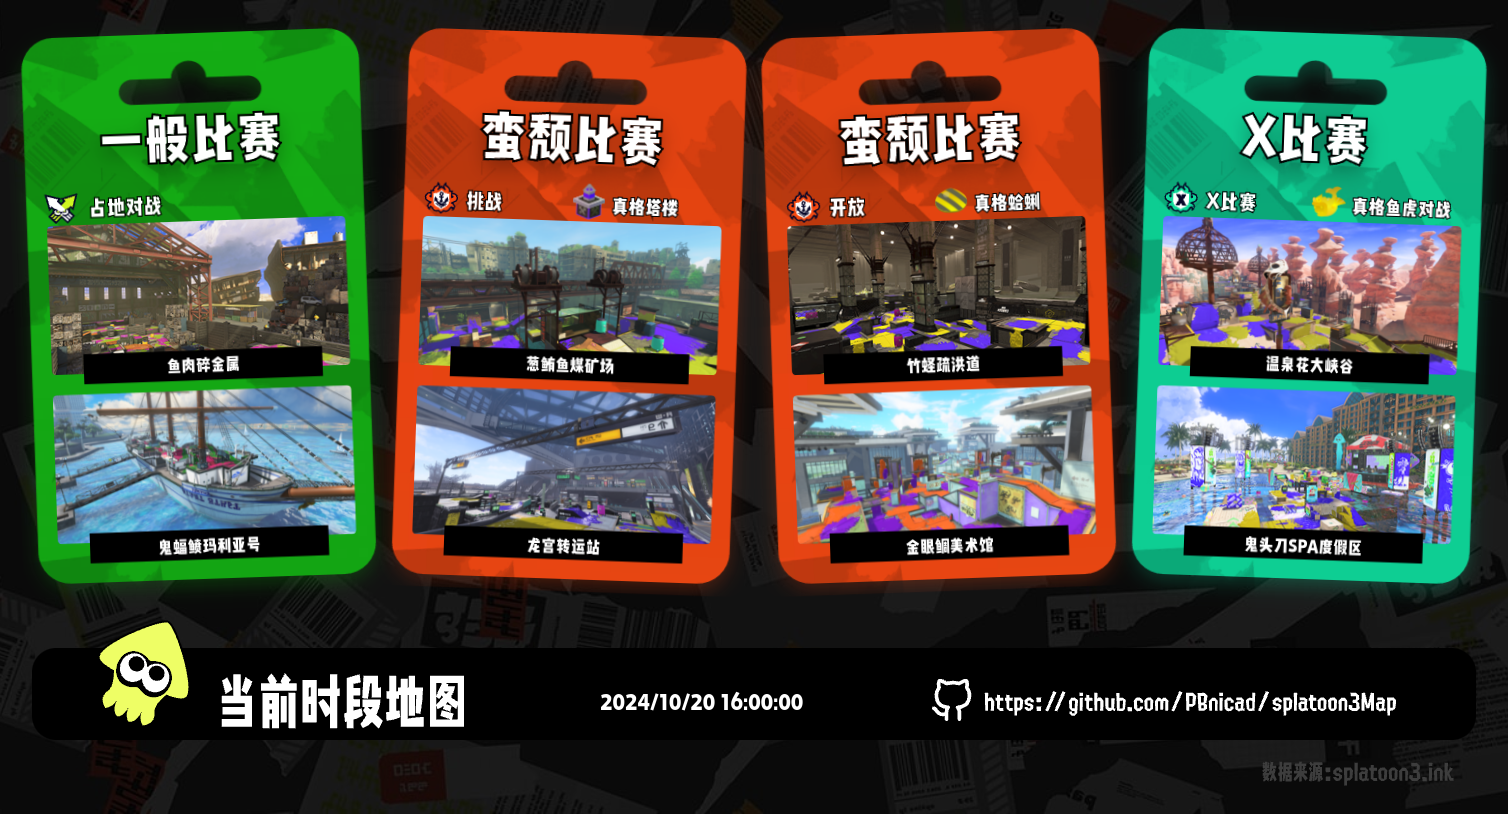 一般比赛
占地对战
鱼肉碎金属
鬼蝠鲼玛利亚号
蛮颓比赛
挑战
真格塔楼
葱鲔鱼煤矿场
龙宫转运站
蛮颓比赛
开放
真格蛤蜊
竹蛏疏洪道
金眼鲷美术馆
X比赛
X比赛
真格鱼虎对战
温泉花大峡谷
鬼头刀SPA度假区
当前时段地图
2024/10/20 16:00:00
https://github.com/PBnicad/splatoon3Map
数据来源:splatoon3.ink